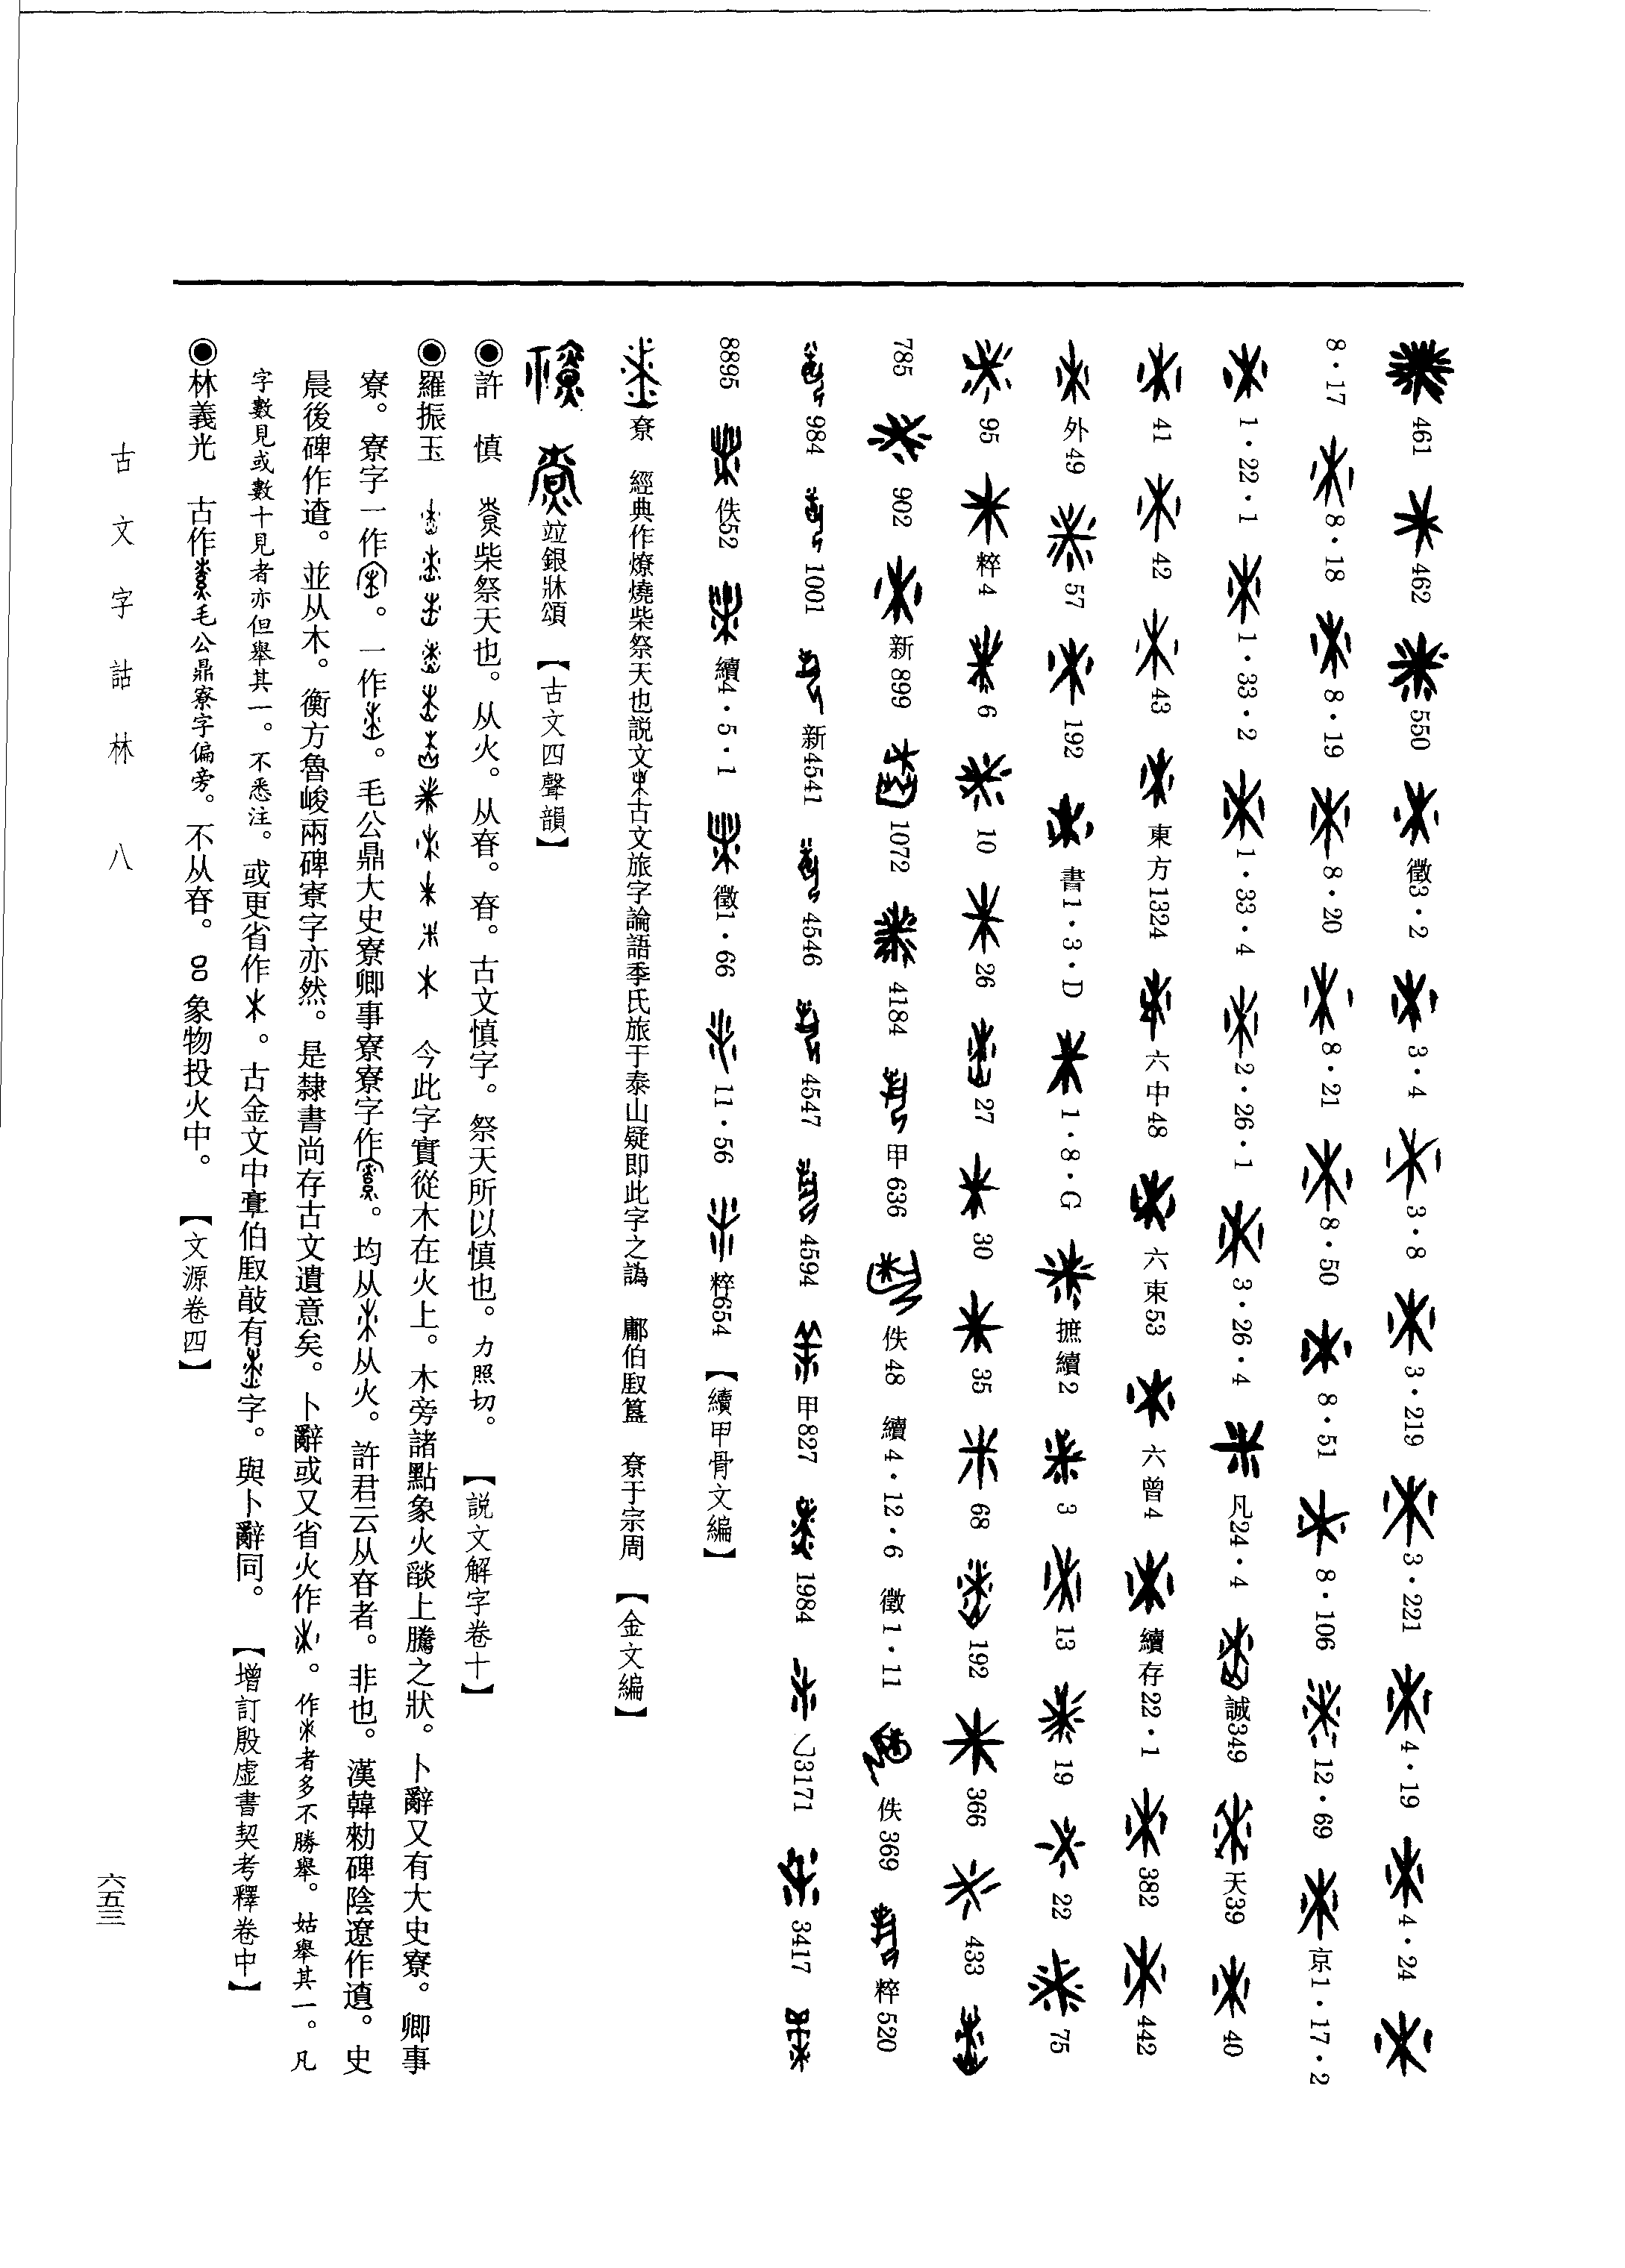 461 462 550 徵3·2 3·4 3·8 3·219 3·221 4·19 4·24
8·17 8·18 8·19 8·20 8·21 8·50 8·51 8·106 12·69 京1·17·2
1·22·1 1·33·2 1·33·4 2·26·1 3·26·4 凡24·4 誠349 天39 40
41 42 43 東方1324 六中48 六東53 六曾4 續存22·1 382 442
外49 57 192 書1·3·D 1·8·G 摭續2 3 13 19 22 75
95 粹4 6 10 26 27 30 35 68 192 366 433
785 902 新899 1072 4184 甲636 佚48 續4·12·6 徵1·11 佚369 粹520
984 1001 新4541 4546 4547 4594 甲827 1984 乙3171 3417
8895 佚52 續4·5·1 徵1·66 11·56 粹654 【續甲骨文編】
尞 經典作燎燒柴祭天也説文古文旅字論語季氏旅于泰山疑即此字之譌 鄘伯𠭯簋 尞于宗周 【金文編】
竝銀牀頌 【古文四聲韻】
◉許 慎 尞柴祭天也。从火。从昚。昚。古文慎字。祭天所以慎也。力照切。 【説文解字卷十】
◉羅振玉 今此字實從木在火上。木旁諸點象火燄上騰之狀。卜辭又有大史寮。卿事
寮。寮字一作。一作。毛公鼎大史寮卿事寮寮字作。均从从火。許君云从昚者。非也。漢韓勑碑陰遼作。史
晨後碑作。並从木。衡方魯峻兩碑寮字亦然。是隸書尚存古文遺意矣。卜辭或又省火作。作者多不勝舉。姑舉其一。凡
字數見或數十見者亦但舉其一。不悉注。或更省作。古金文中𩫏伯𠭯敲有字。與卜辭同。 【增訂殷虛書契考釋卷中】
◉林義光 古作毛公鼎寮字偏旁。不从昚。吕象物投火中。 【文源卷四】
古文字詁林 八
六五三